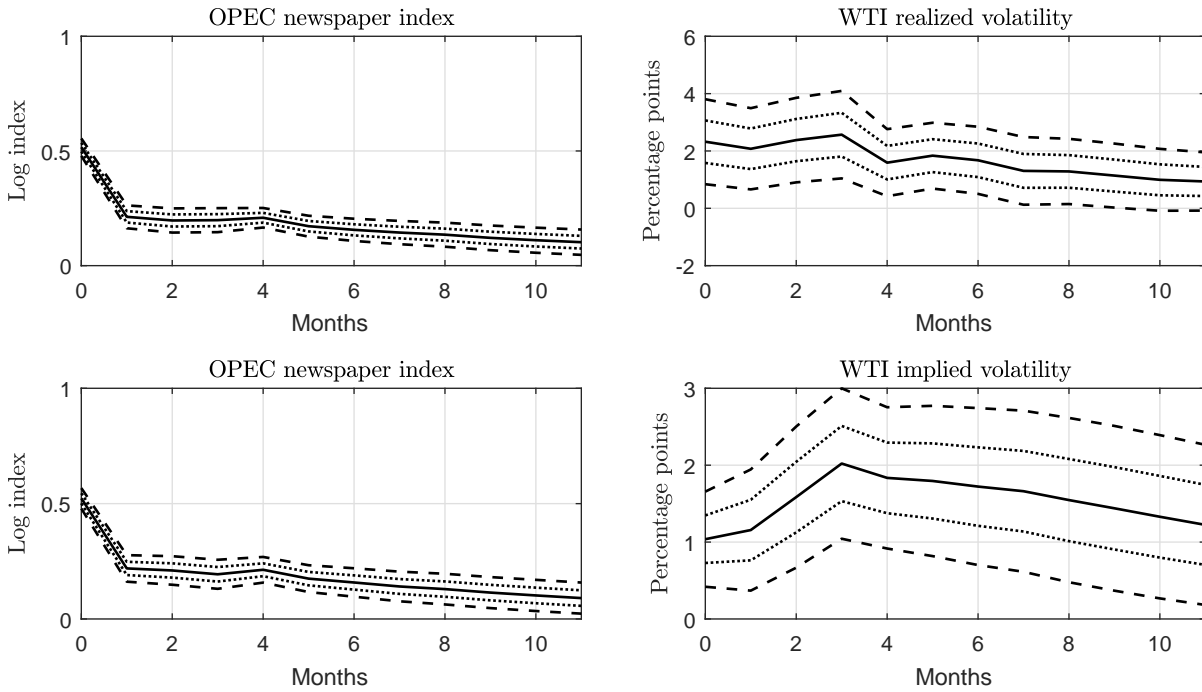 OPEC newspaper index
1
0.5
0
Log index
0 2 4 6 8 10
Months
WTI realized volatility
6
4
2
0
-2
Percentage points
0 2 4 6 8 10
Months
OPEC newspaper index
1
0.5
0
Log index
0 2 4 6 8 10
Months
WTI implied volatility
3
2
1
0
Percentage points
0 2 4 6 8 10
Months